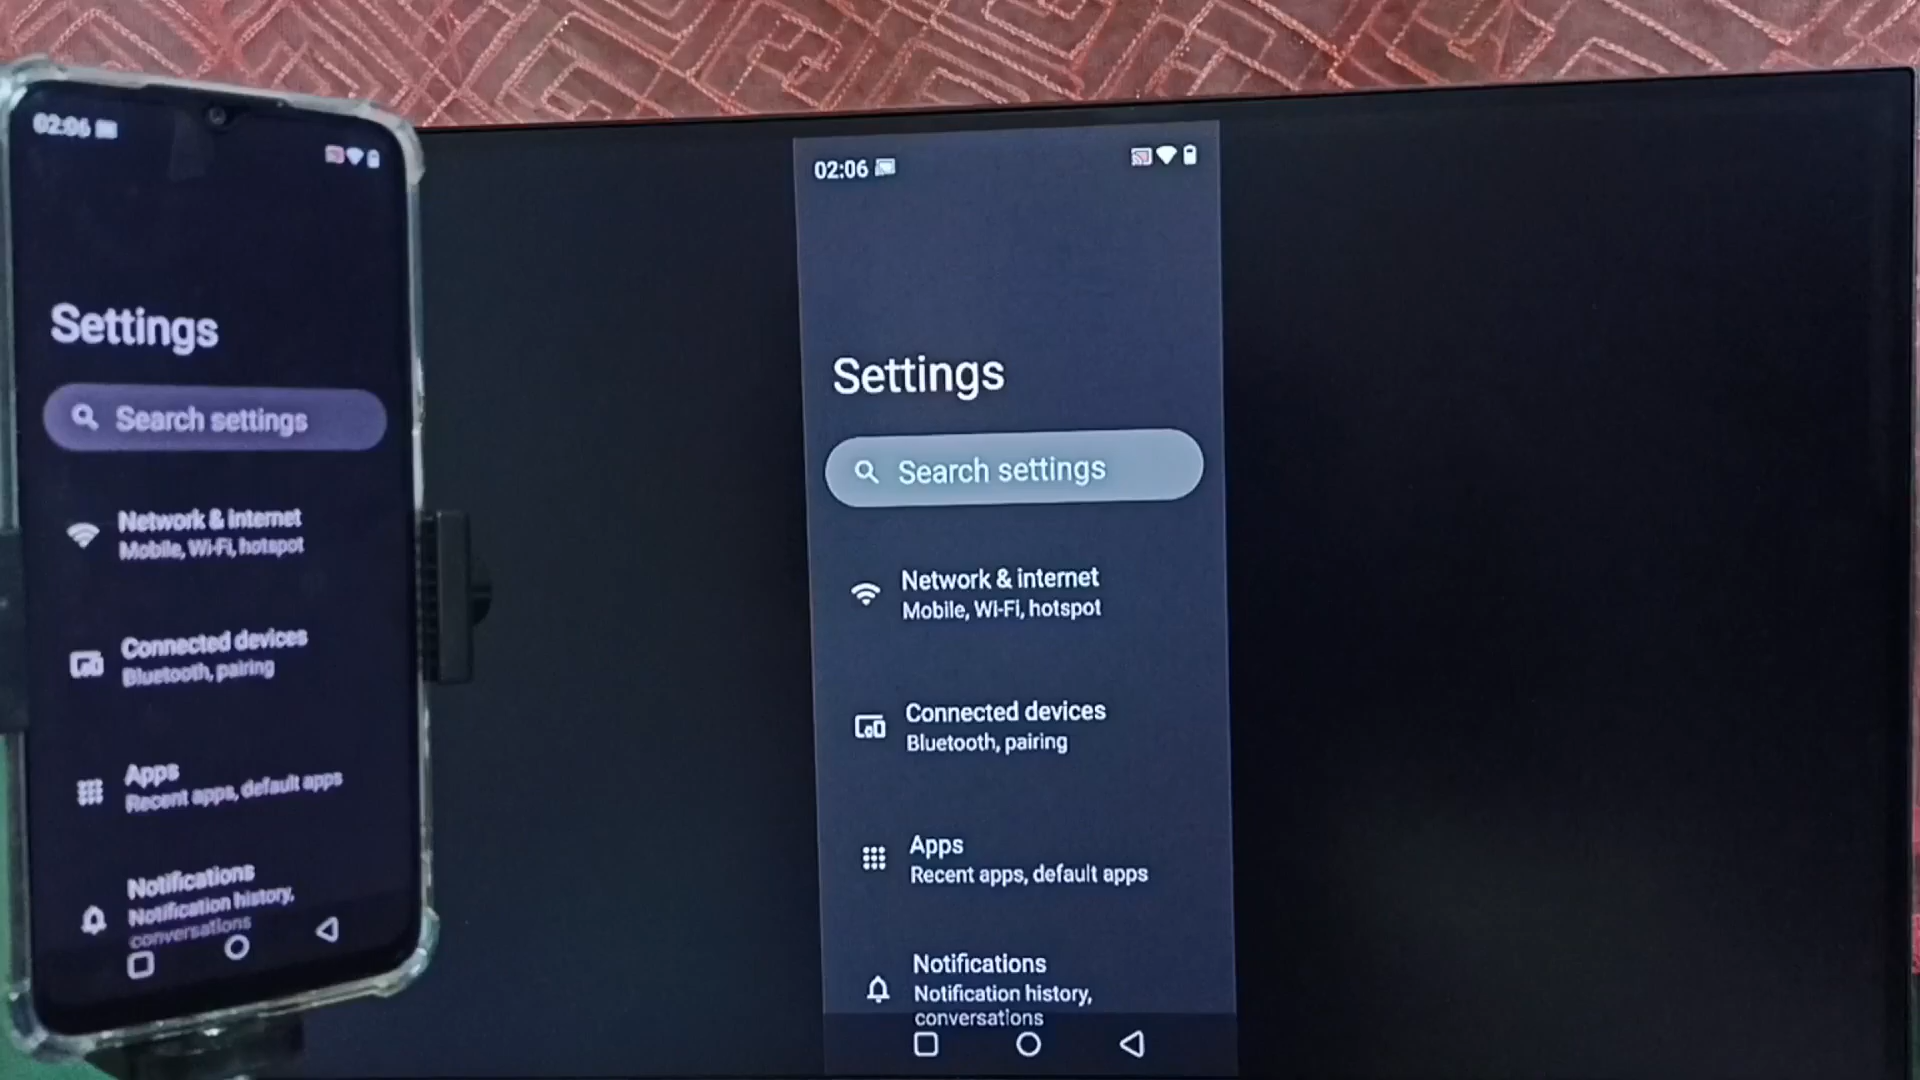 02:06
Settings
Search settings
Network & internet
Mobile, Wi-Fi, hotspot
Connected devices
Bluetooth, pairing
Apps
Recent apps, default apps
Notifications
Notification history,
conversations
02:06
Settings
Search settings
Network & internet
Mobile, Wi-Fi, hotspot
Connected devices
Bluetooth, pairing
Apps
Recent apps, default apps
Notifications
Notification history,
conversations